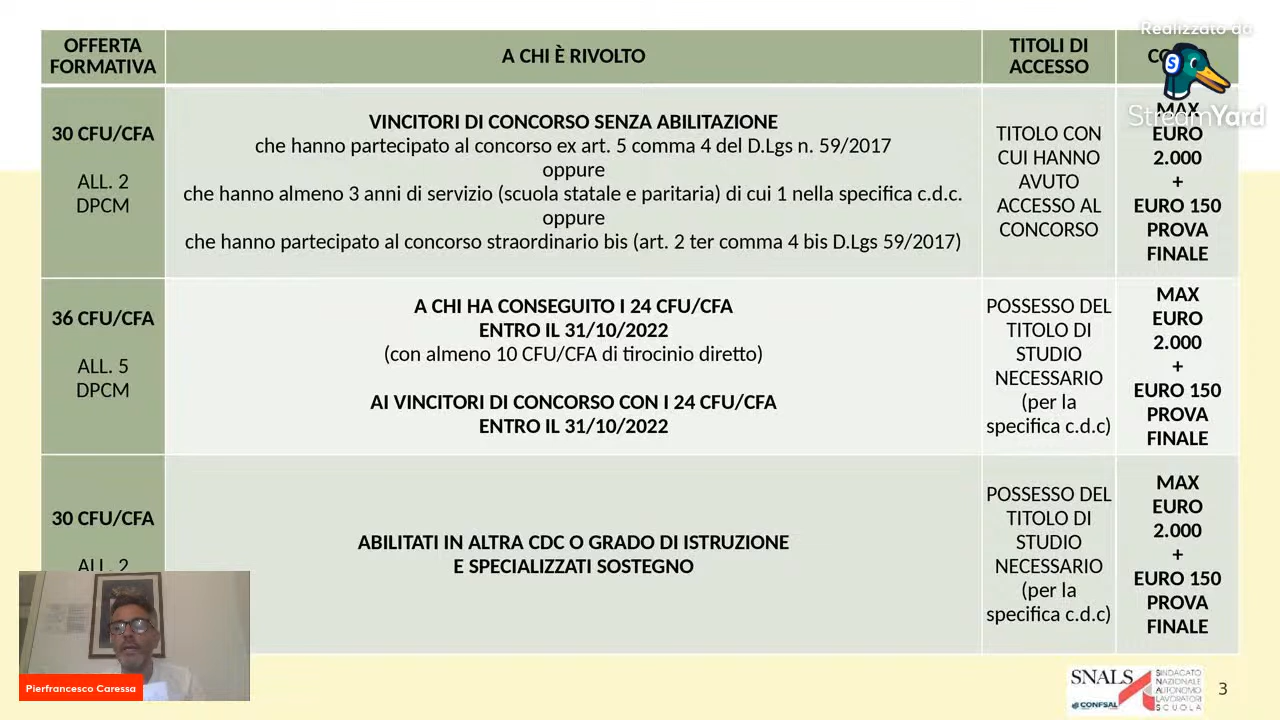 Realizzato da
StreamYard
OFFERTA
FORMATIVA
A CHI È RIVOLTO
TITOLI DI
ACCESSO
30 CFU/CFA
ALL. 2
DPCM
VINCITORI DI CONCORSO SENZA ABILITAZIONE
che hanno partecipato al concorso ex art. 5 comma 4 del D.Lgs n. 59/2017
oppure
che hanno almeno 3 anni di servizio (scuola statale e paritaria) di cui 1 nella specifica c.d.c.
oppure
che hanno partecipato al concorso straordinario bis (art. 2 ter comma 4 bis D.Lgs 59/2017)
TITOLO CON
CUI HANNO
AVUTO
ACCESSO AL
CONCORSO
MAX
EURO
2.000
+
EURO 150
PROVA
FINALE
36 CFU/CFA
ALL. 5
DPCM
A CHI HA CONSEGUITO I 24 CFU/CFA
ENTRO IL 31/10/2022
(con almeno 10 CFU/CFA di tirocinio diretto)
AI VINCITORI DI CONCORSO CON I 24 CFU/CFA
ENTRO IL 31/10/2022
POSSESSO DEL
TITOLO DI
STUDIO
NECESSARIO
(per la
specifica c.d.c)
MAX
EURO
2.000
+
EURO 150
PROVA
FINALE
30 CFU/CFA
ALL. 2
ABILITATI IN ALTRA CDC O GRADO DI ISTRUZIONE
E SPECIALIZZATI SOSTEGNO
POSSESSO DEL
TITOLO DI
STUDIO
NECESSARIO
(per la
specifica c.d.c)
MAX
EURO
2.000
+
EURO 150
PROVA
FINALE
Pierfrancesco Caressa
SNALS
CONFSAL
SINDACATO
NAZIONALE
AUTONOMO
LAVORATORI
SCUOLA
3